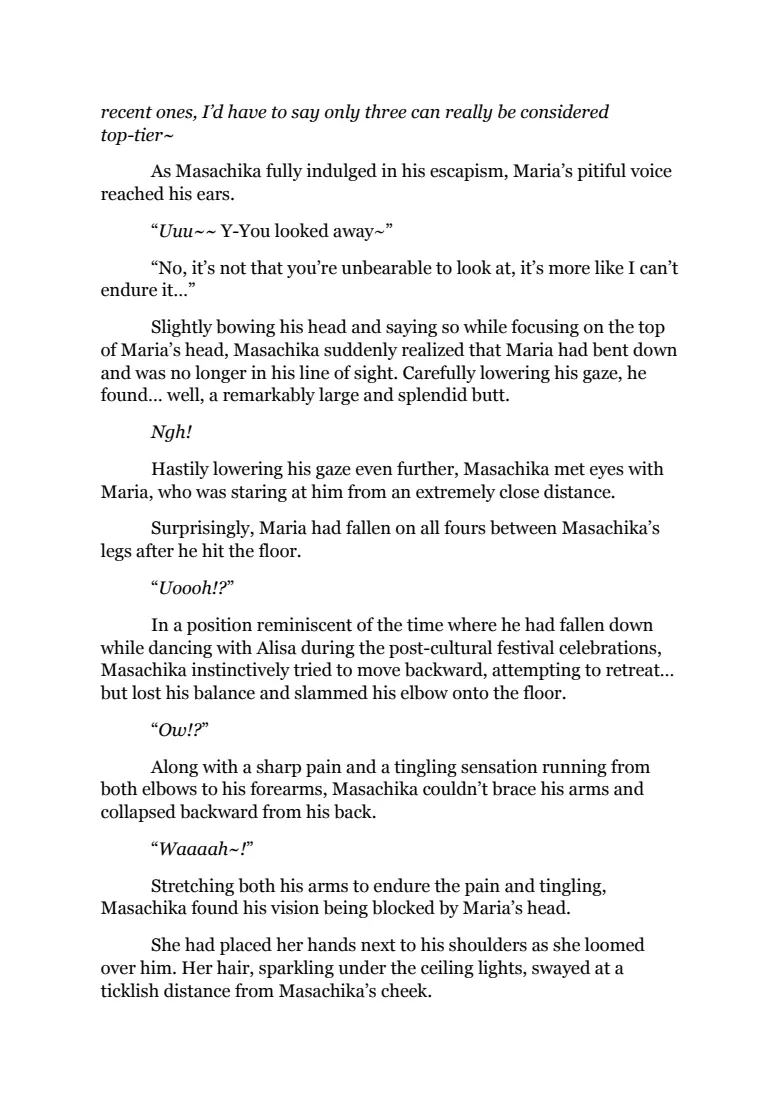 recent ones, I’d have to say only three can really be considered
top-tier~
As Masachika fully indulged in his escapism, Maria’s pitiful voice
reached his ears.
“Uuu~~ Y-You looked away~”
“No, it’s not that you’re unbearable to look at, it’s more like I can’t
endure it…”
Slightly bowing his head and saying so while focusing on the top
of Maria’s head, Masachika suddenly realized that Maria had bent down
and was no longer in his line of sight. Carefully lowering his gaze, he
found… well, a remarkably large and splendid butt.
Ngh!
Hastily lowering his gaze even further, Masachika met eyes with
Maria, who was staring at him from an extremely close distance.
Surprisingly, Maria had fallen on all fours between Masachika’s
legs after he hit the floor.
“Uoooh!?”
In a position reminiscent of the time where he had fallen down
while dancing with Alisa during the post-cultural festival celebrations,
Masachika instinctively tried to move backward, attempting to retreat…
but lost his balance and slammed his elbow onto the floor.
“Ow!?”
Along with a sharp pain and a tingling sensation running from
both elbows to his forearms, Masachika couldn’t brace his arms and
collapsed backward from his back.
“Waaaah~!”
Stretching both his arms to endure the pain and tingling,
Masachika found his vision being blocked by Maria’s head.
She had placed her hands next to his shoulders as she loomed
over him. Her hair, sparkling under the ceiling lights, swayed at a
ticklish distance from Masachika’s cheek.